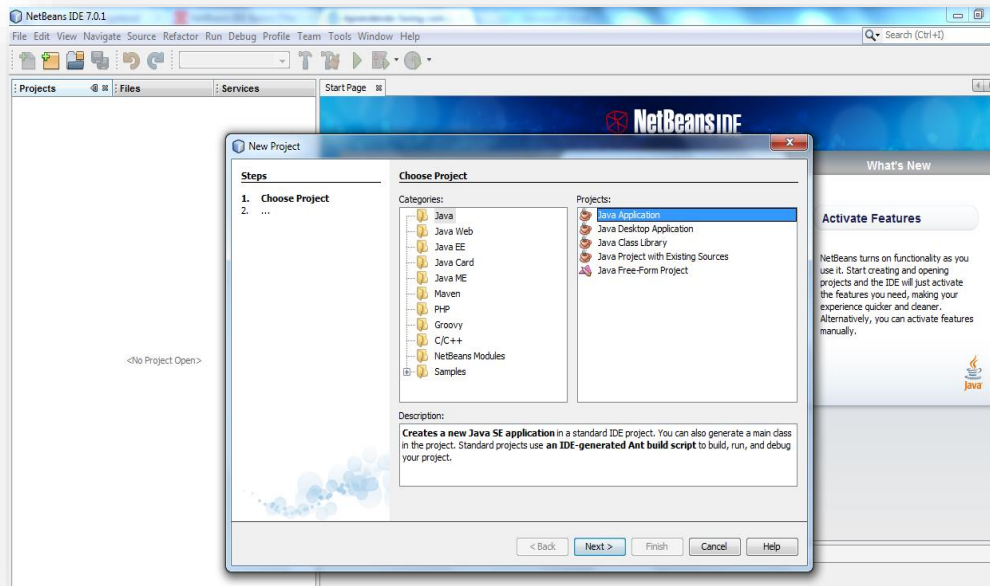 NetBeans IDE 7.0.1
File Edit View Navigate Source Refactor Run Debug Profile Team Tools Window Help
Search (Ctrl+I)
Projects Files Services
Start Page
NetBeans IDE
New Project
What's New
Steps
1. Choose Project
2. ...
Choose Project
Categories:
Java
Java Web
Java EE
Java Card
Java ME
Maven
PHP
Groovy
C/C++
NetBeans Modules
Samples
Projects:
Java Application
Java Desktop Application
Java Class Library
Java Project with Existing Sources
Java Free-Form Project
Description:
Creates a new Java SE application in a standard IDE project. You can also generate a main class
in the project. Standard projects use an IDE-generated Ant build script to build, run, and debug
your project.
< Back Next > Finish Cancel Help
<No Project Open>
Activate Features
NetBeans turns on functionality as you
use it. Start creating and opening
projects and the IDE will just activate
the features you need, making your
experience quicker and cleaner.
Alternatively, you can activate features
manually.
Java